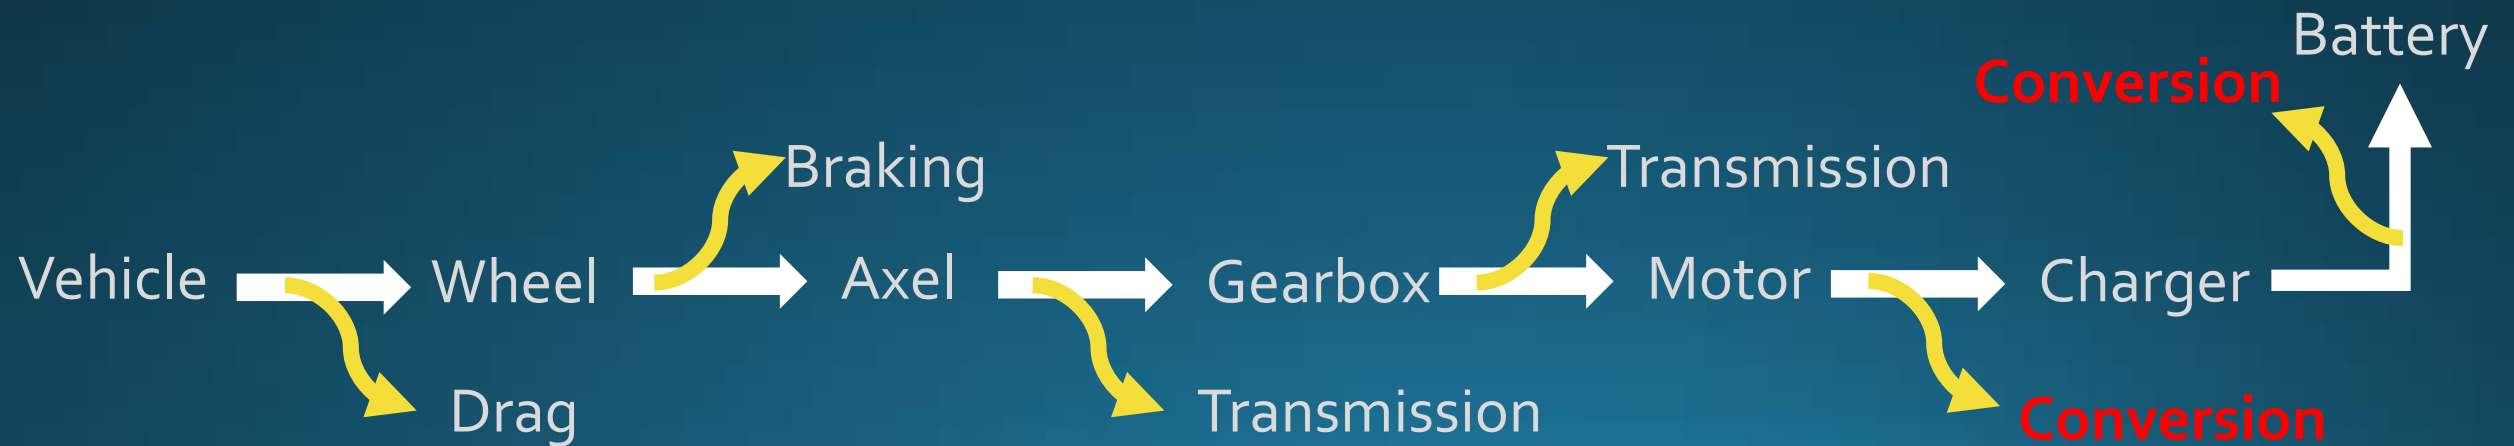 Battery
Conversion
Braking
Transmission
Vehicle
Wheel
Axel
Gearbox
Motor
Charger
Drag
Transmission
Conversion